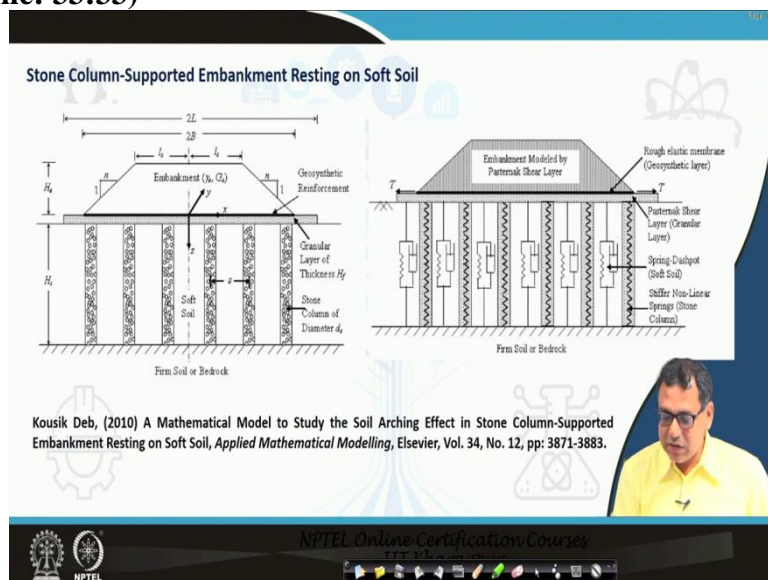 Stone Column-Supported Embankment Resting on Soft Soil
2L
2B
Embankment Modeled by
Pasternak Shear Layer
Rough elastic membrane
(Geosynthetic layer)
n
1
n
1
Embankment (γe, Ge)
Geosynthetic
Reinforcement
He
T
T
y
x
z
Pasternak Shear
Layer (Granular
Layer)
Granular
Layer of
Thickness Hf
Spring-Dashpot
(Soft Soil)
s
Soft
Soil
Stone
Column of
Diameter dc
Stiffer Non-Linear
Springs (Stone
Column)
Firm Soil or Bedrock
Firm Soil or Bedrock
Kousik Deb, (2010) A Mathematical Model to Study the Soil Arching Effect in Stone Column-Supported
Embankment Resting on Soft Soil, Applied Mathematical Modelling, Elsevier, Vol. 34, No. 12, pp: 3871-3883.
NPTEL Online Certification Courses
IIT Kharagpur
NPTEL